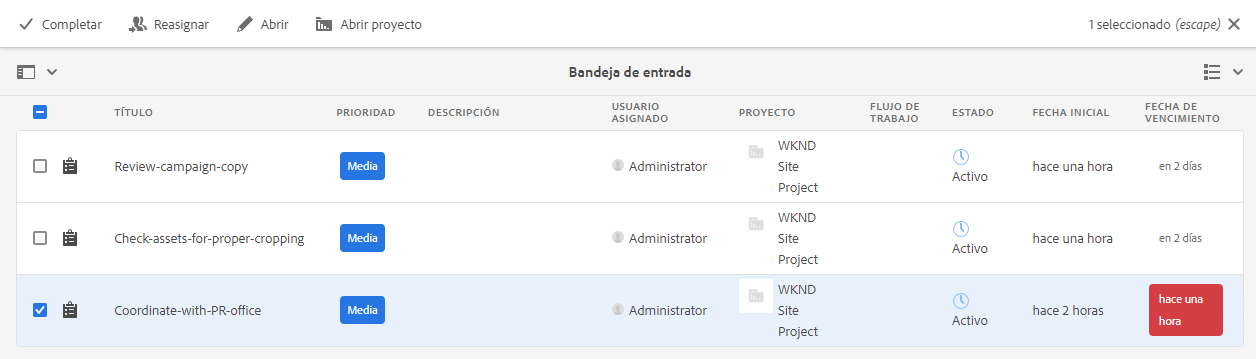 Completar Reasignar Abrir Abrir proyecto 1 seleccionado (escape)
Bandeja de entrada
TÍTULO PRIORIDAD DESCRIPCIÓN USUARIO ASIGNADO PROYECTO FLUJO DE TRABAJO ESTADO FECHA INICIAL FECHA DE VENCIMIENTO
Review-campaign-copy Media Administrator WKND Site Project Activo hace una hora en 2 días
Check-assets-for-proper-cropping Media Administrator WKND Site Project Activo hace una hora en 2 días
Coordinate-with-PR-office Media Administrator WKND Site Project Activo hace 2 horas hace una hora